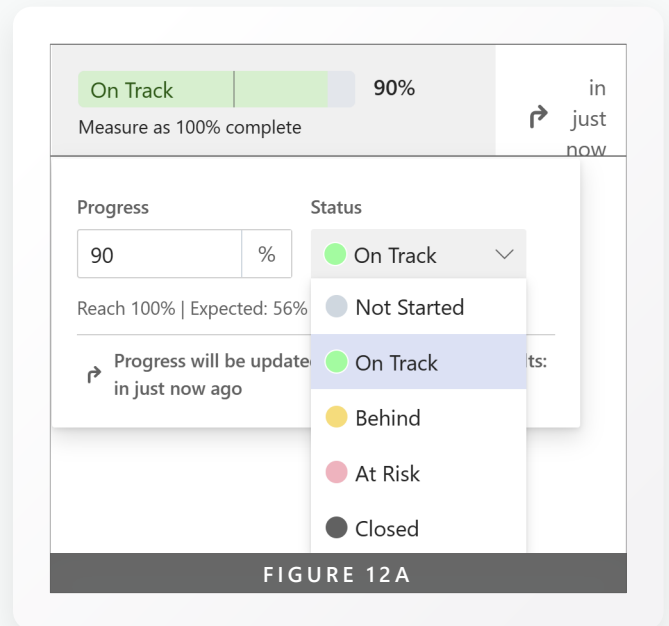 On Track
90%
Measure as 100% complete
in
just
now
Progress
Status
90
%
On Track
Reach 100% | Expected: 56%
Not Started
Progress will be update
lts:
in just now ago
On Track
Behind
At Risk
Closed
FIGURE 12A